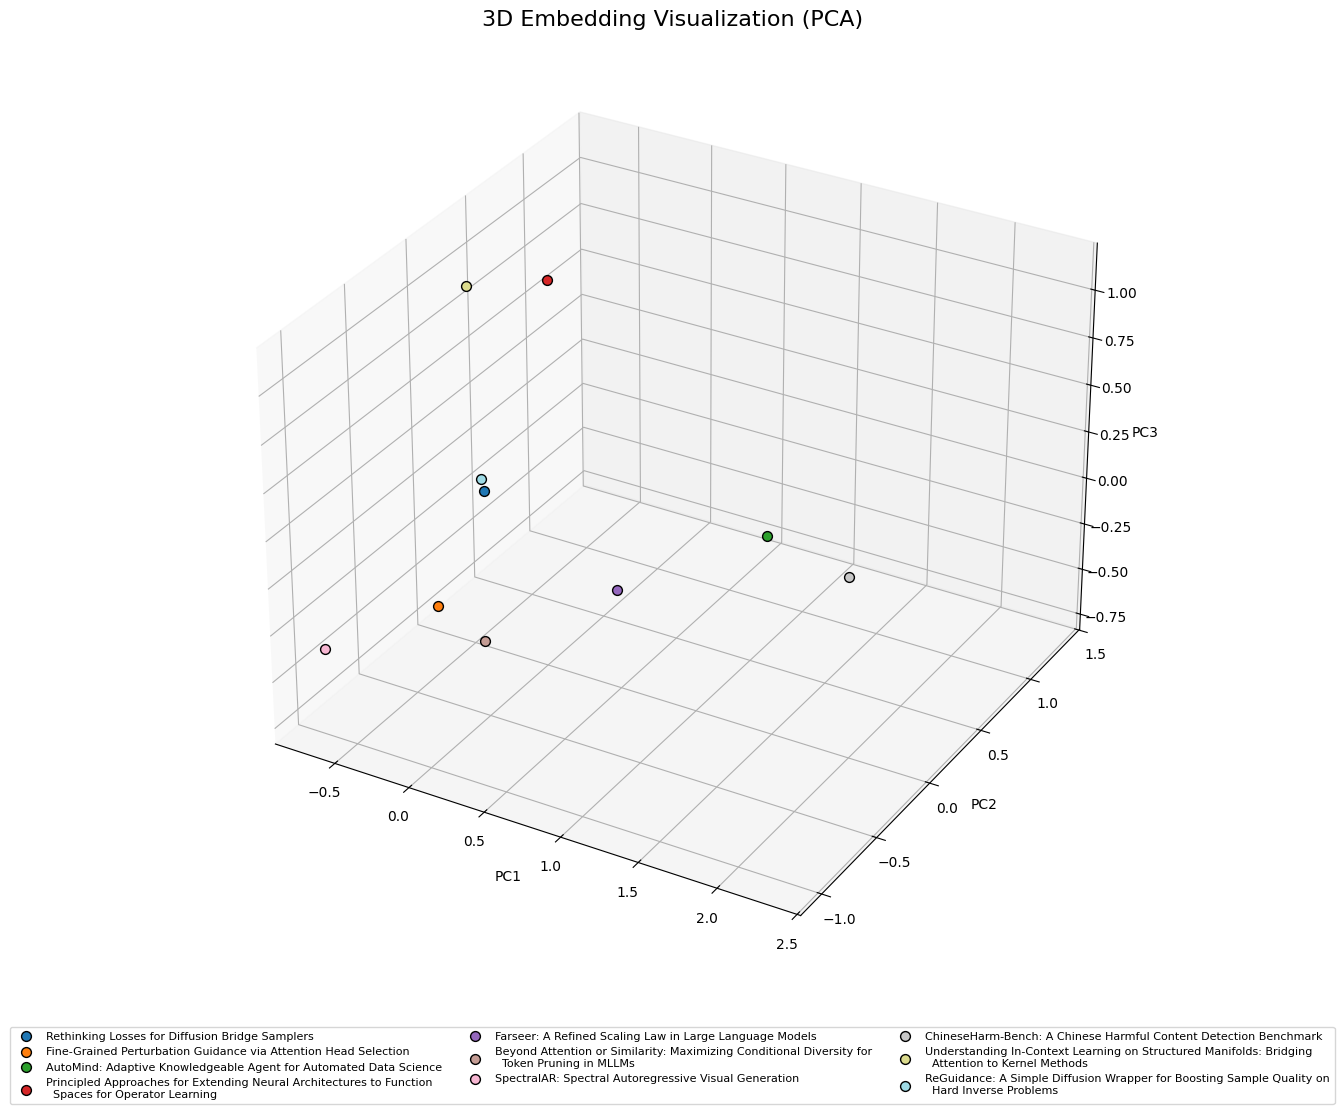 3D Embedding Visualization (PCA)
1.00
0.75
0.50
0.25
PC3
0.00
−0.25
−0.50
−0.75
1.5
1.0
0.5
0.0
PC2
−0.5
−1.0
−0.5
0.0
0.5
PC1
1.0
1.5
2.0
2.5
Rethinking Losses for Diffusion Bridge Samplers
Fine-Grained Perturbation Guidance via Attention Head Selection
AutoMind: Adaptive Knowledgeable Agent for Automated Data Science
Principled Approaches for Extending Neural Architectures to Function
Spaces for Operator Learning
Farseer: A Refined Scaling Law in Large Language Models
Beyond Attention or Similarity: Maximizing Conditional Diversity for
Token Pruning in MLLMs
SpectralAR: Spectral Autoregressive Visual Generation
ChineseHarm-Bench: A Chinese Harmful Content Detection Benchmark
Understanding In-Context Learning on Structured Manifolds: Bridging
Attention to Kernel Methods
ReGuidance: A Simple Diffusion Wrapper for Boosting Sample Quality on
Hard Inverse Problems